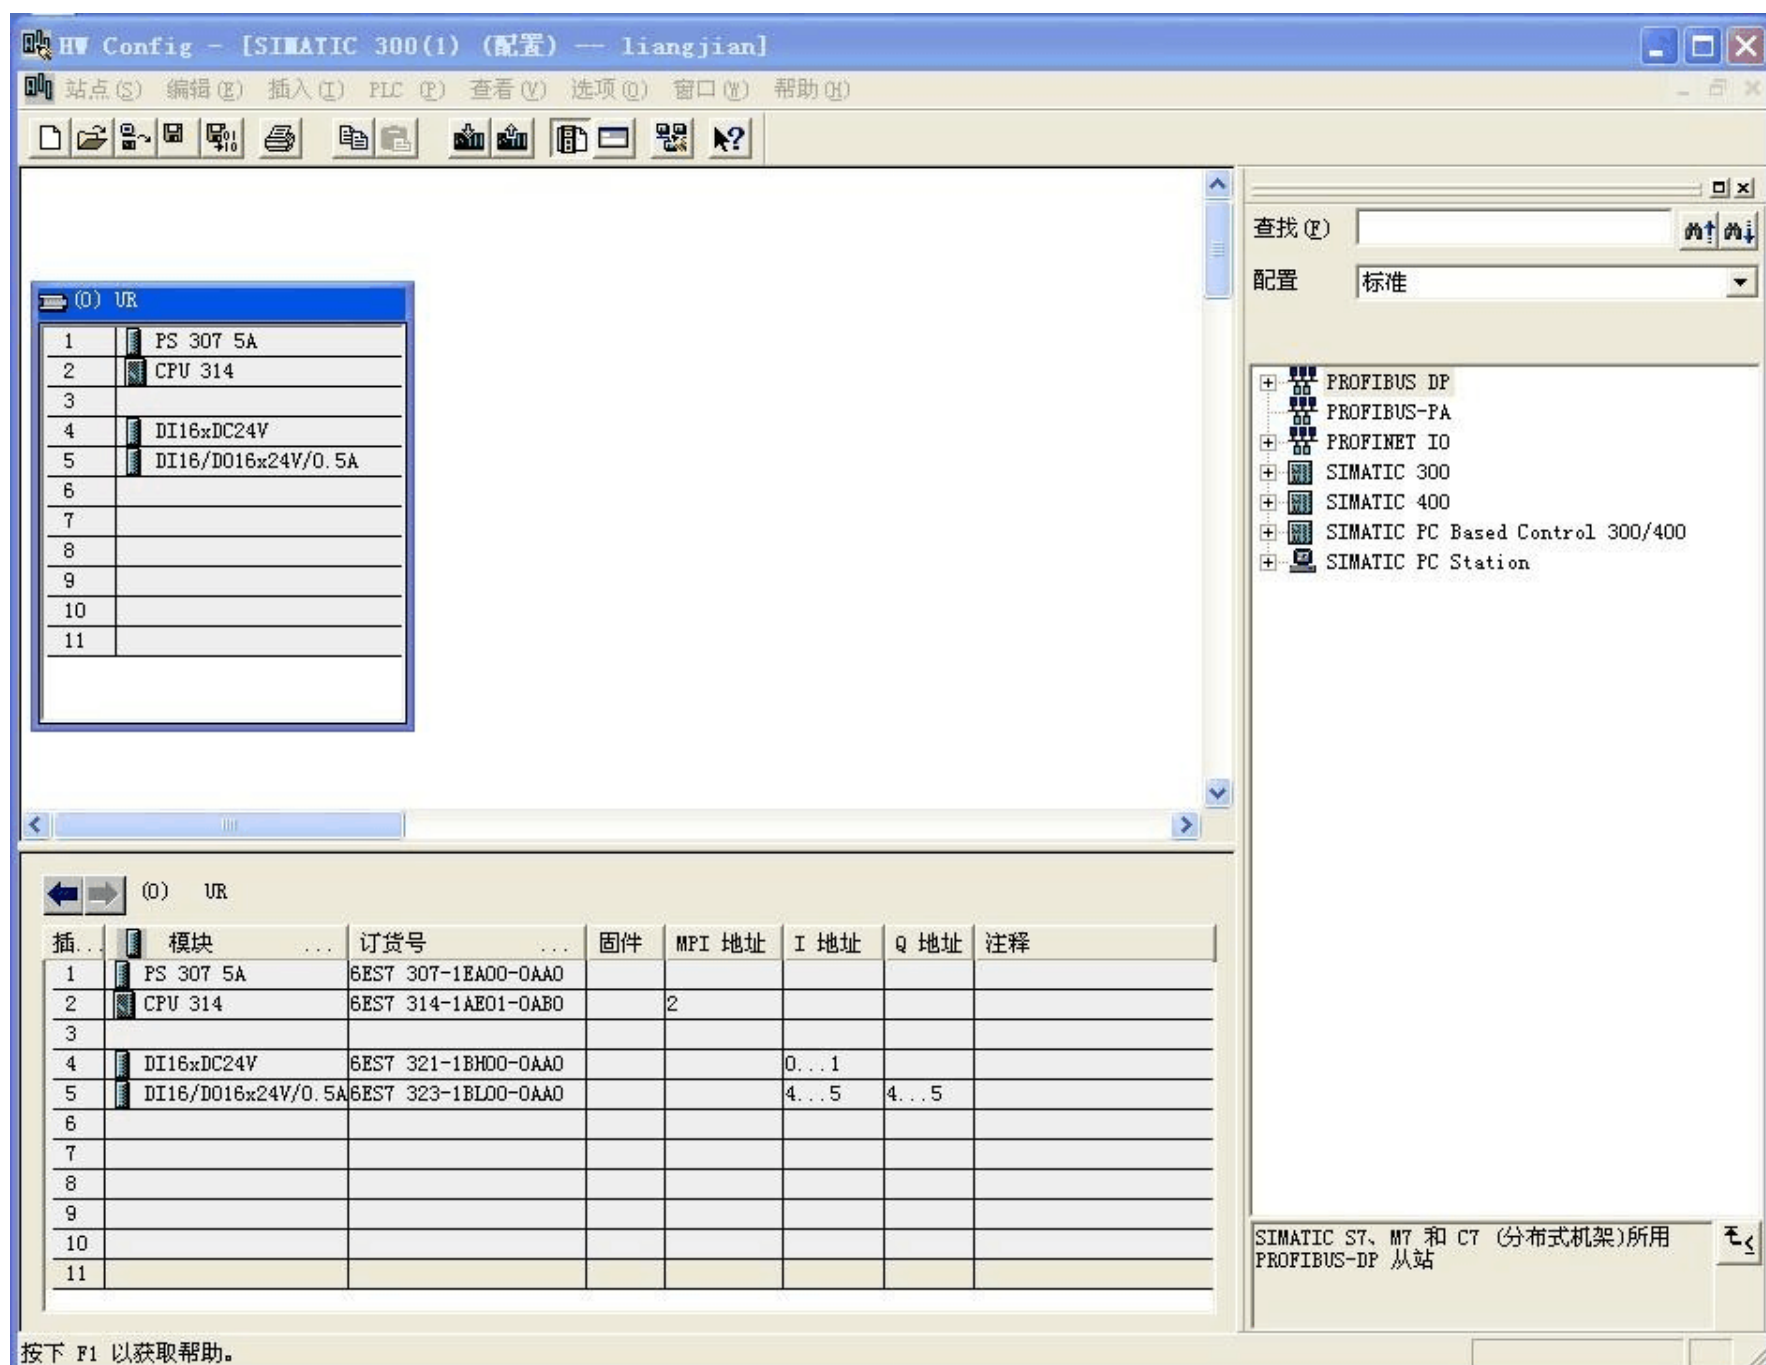 HW Config - [SIMATIC 300(1) (配置) -- liangjian]
站点(S) 编辑(E) 插入(I) PLC (P) 查看(V) 选项(O) 窗口(W) 帮助(H)
(0) UR
1 PS 307 5A
2 CPU 314
3
4 DI16xDC24V
5 DI16/DO16x24V/0.5A
6
7
8
9
10
11
查找(F)
配置 标准
PROFIBUS DP
PROFIBUS-PA
PROFINET IO
SIMATIC 300
SIMATIC 400
SIMATIC PC Based Control 300/400
SIMATIC PC Station
(0) UR
插... 模块 ... 订货号 ... 固件 MPI 地址 I 地址 Q 地址 注释
1 PS 307 5A 6ES7 307-1EA00-0AA0
2 CPU 314 6ES7 314-1AE01-0AB0 2
3
4 DI16xDC24V 6ES7 321-1BH00-0AA0 0...1
5 DI16/DO16x24V/0.5A 6ES7 323-1BL00-0AA0 4...5 4...5
6
7
8
9
10
11
SIMATIC S7、M7 和 C7 (分布式机架)所用
PROFIBUS-DP 从站
按下 F1 以获取帮助。